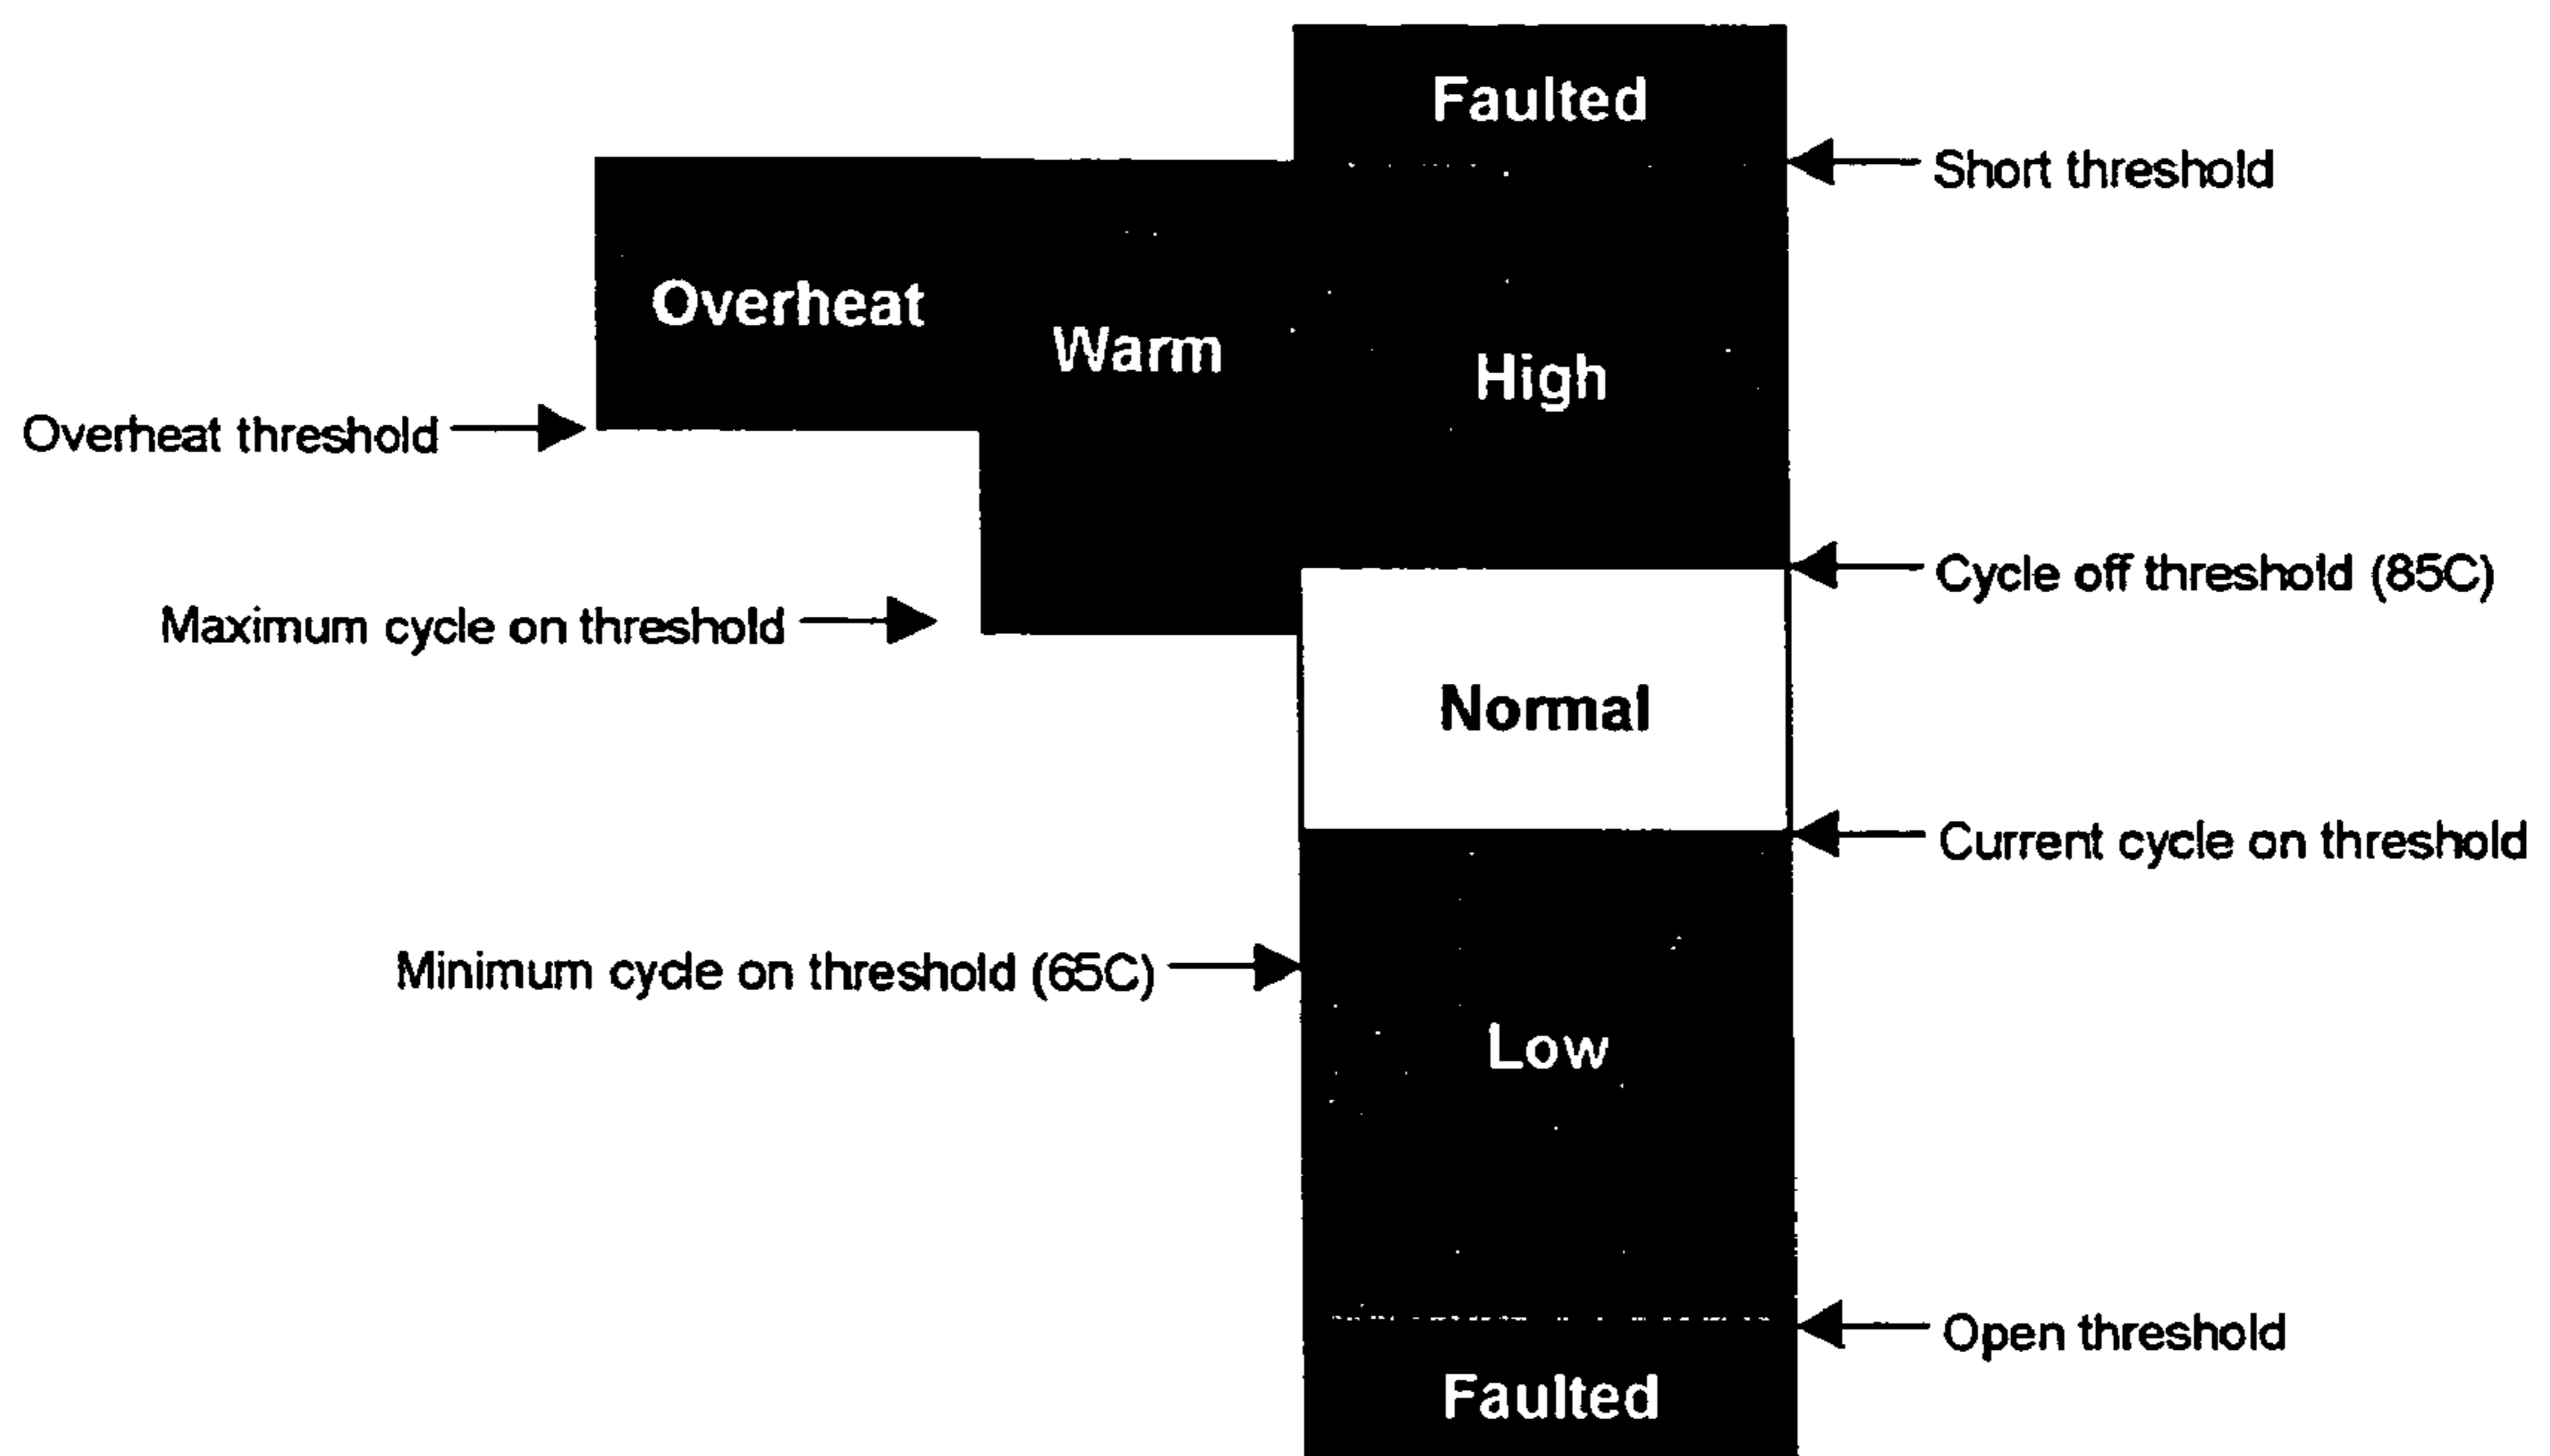 Faulted
Short threshold
Overheat
Warm
High
Overheat threshold
Cycle off threshold (85C)
Maximum cycle on threshold
Normal
Current cycle on threshold
Minimum cycle on threshold (65C)
Low
Open threshold
Faulted